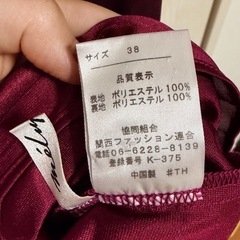 サイズ 38
品質表示
表地 ポリエステル 100%
裏地 ポリエステル 100%
協同組合
関西ファッション連合
☎06-6228-8139
登録番号 K-375
中国製 #TH